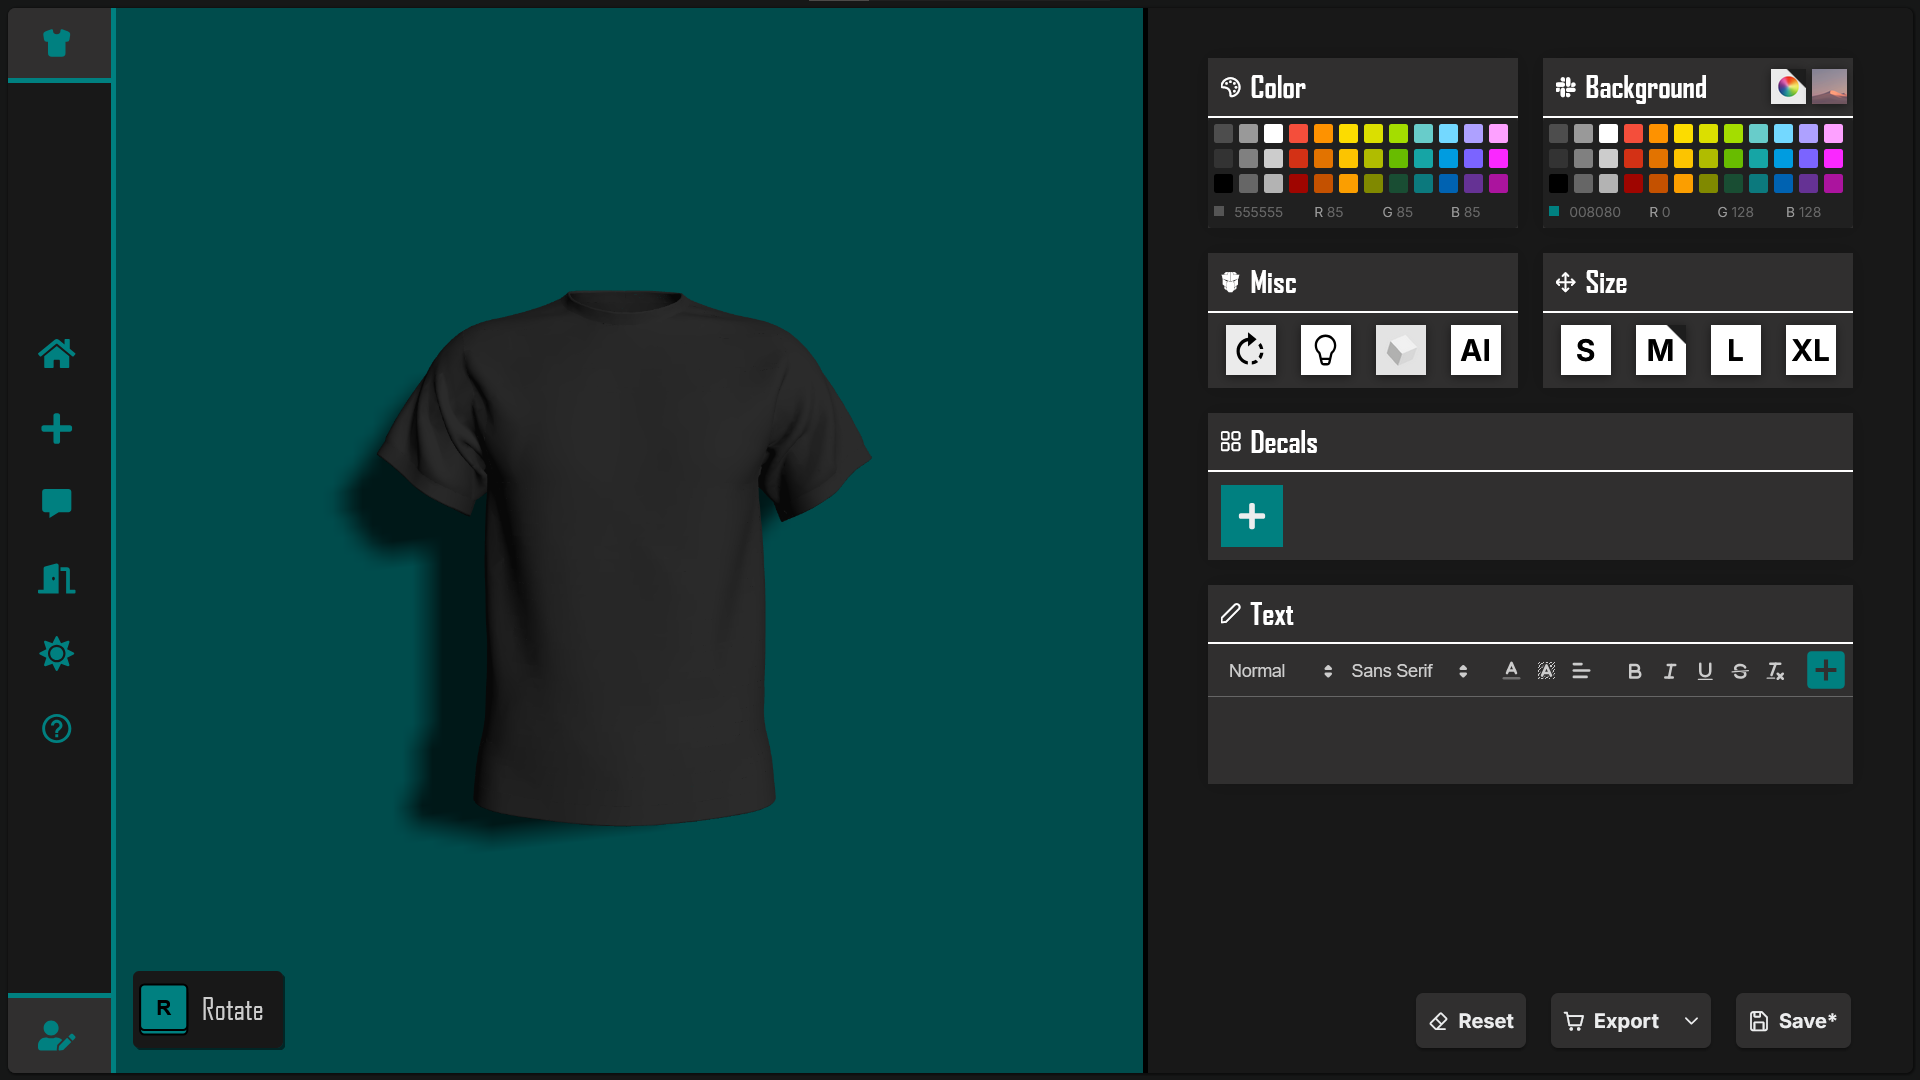 Color
Background
555555 R 85 G 85 B 85
008080 R 0 G 128 B 128
Misc
Size
AI
S M L XL
Decals
Text
Normal Sans Serif
R Rotate
Reset Export Save*